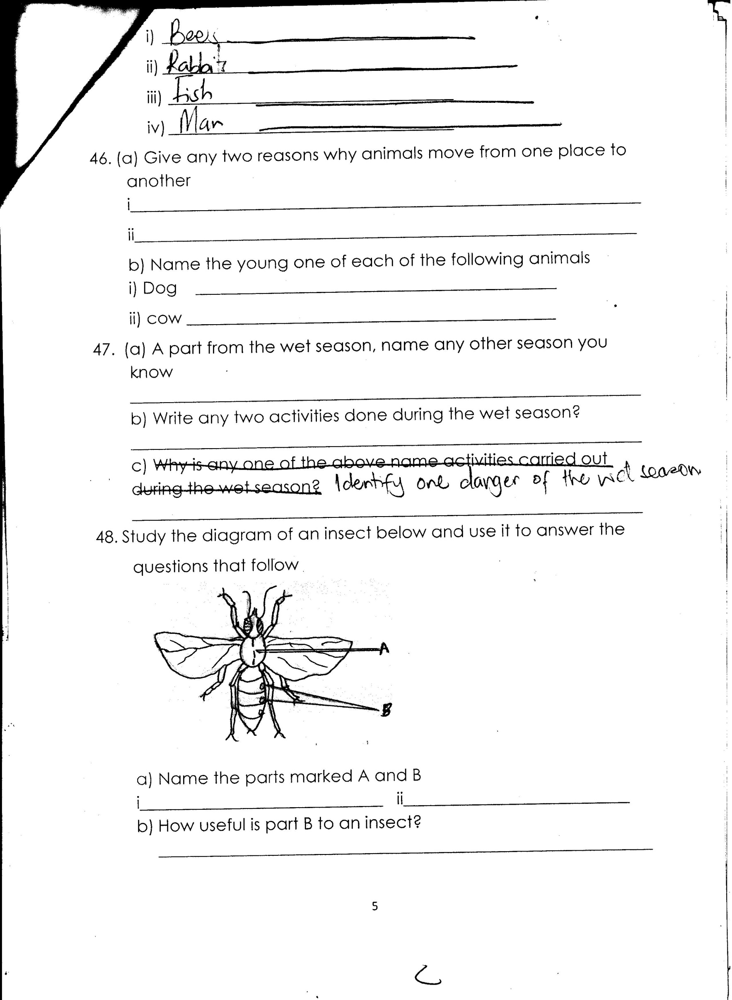 i) Bees
ii) Rabbit
iii) Fish
iv) Man
46. (a) Give any two reasons why animals move from one place to
another
i
ii
b) Name the young one of each of the following animals
i) Dog
ii) cow
47. (a) A part from the wet season, name any other season you
know
b) Write any two activities done during the wet season?
c) Why is any one of the above name activities carried out
during the wet season? Identify one danger of the wet season
48. Study the diagram of an insect below and use it to answer the
questions that follow
A
B
a) Name the parts marked A and B
i ii
b) How useful is part B to an insect?
5